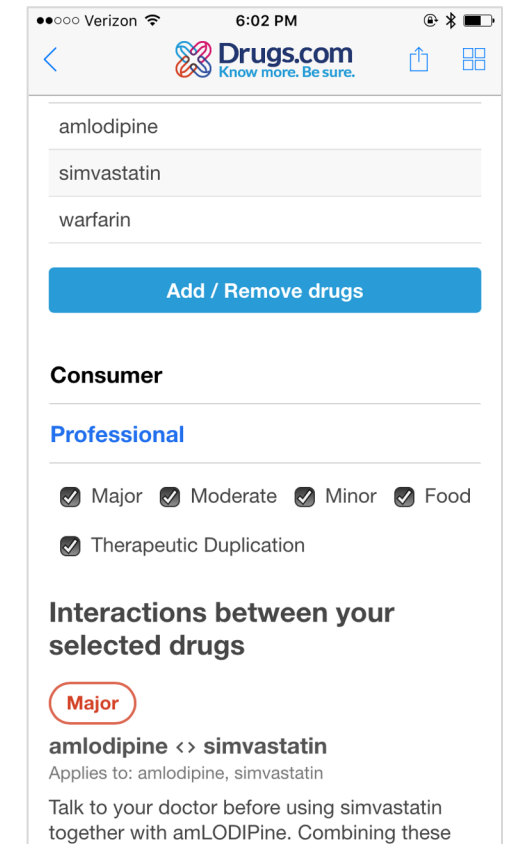 Verizon 6:02 PM
Drugs.com
Know more. Be sure.
amlodipine
simvastatin
warfarin
Add / Remove drugs
Consumer
Professional
Major Moderate Minor Food
Therapeutic Duplication
Interactions between your
selected drugs
Major
amlodipine <> simvastatin
Applies to: amlodipine, simvastatin
Talk to your doctor before using simvastatin
together with amLODIPine. Combining these